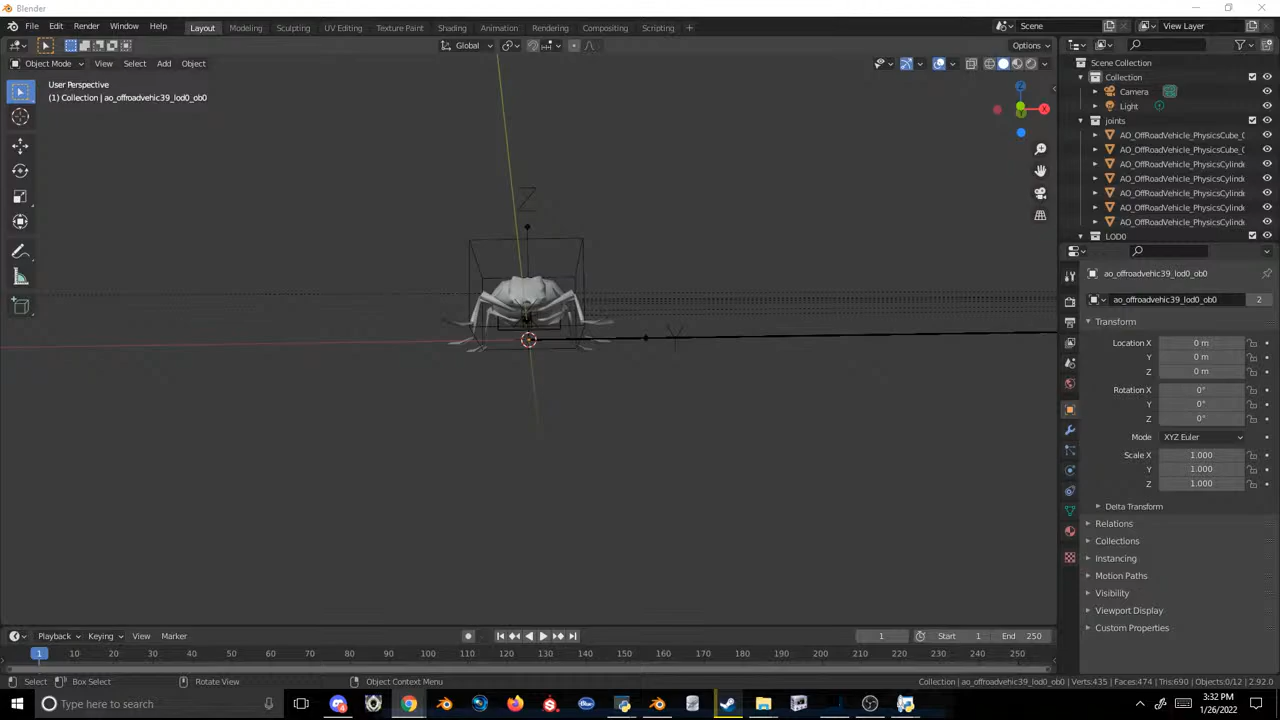 Blender
File Edit Render Window Help
Layout Modeling Sculpting UV Editing Texture Paint Shading Animation Rendering Compositing Scripting +
Scene
View Layer
Global
Options
Object Mode View Select Add Object
User Perspective
(1) Collection | ao_offroadvehic39_lod0_ob0
Z
Y
X
Y
Z
Scene Collection
Collection
Camera
Light
joints
AO_OffRoadVehicle_PhysicsCube_0
AO_OffRoadVehicle_PhysicsCube_0
AO_OffRoadVehicle_PhysicsCylinde
AO_OffRoadVehicle_PhysicsCylinde
AO_OffRoadVehicle_PhysicsCylinde
AO_OffRoadVehicle_PhysicsCylinde
AO_OffRoadVehicle_PhysicsCylinde
LOD0
ao_offroadvehic39_lod0_ob0
ao_offroadvehic39_lod0_ob0 2
Transform
Location X 0 m
Y 0 m
Z 0 m
Rotation X 0°
Y 0°
Z 0°
Mode XYZ Euler
Scale X 1.000
Y 1.000
Z 1.000
Delta Transform
Relations
Collections
Instancing
Motion Paths
Visibility
Viewport Display
Custom Properties
Playback Keying View Marker
1 Start 1 End 250
1 10 20 30 40 50 60 70 80 90 100 110 120 130 140 150 160 170 180 190 200 210 220 230 240 250
Select Box Select Rotate View Object Context Menu
Collection | ao_offroadvehic39_lod0_ob0 | Verts:435 | Faces:474 | Tris:690 | Objects:0/12 | 2.92.0
Type here to search
3:32 PM
1/26/2022